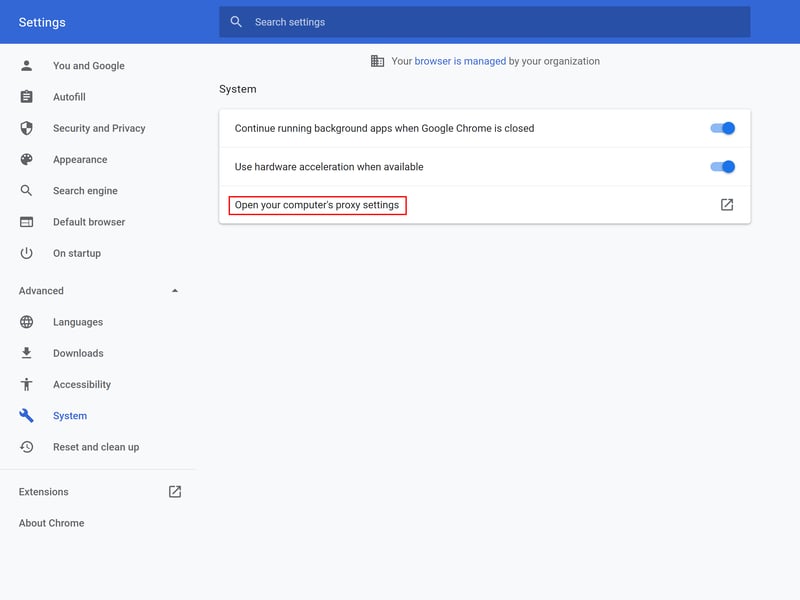 Settings
Search settings
You and Google
Autofill
Security and Privacy
Appearance
Search engine
Default browser
On startup
Advanced
Languages
Downloads
Accessibility
System
Reset and clean up
Extensions
About Chrome
Your browser is managed by your organization
System
Continue running background apps when Google Chrome is closed
Use hardware acceleration when available
Open your computer's proxy settings